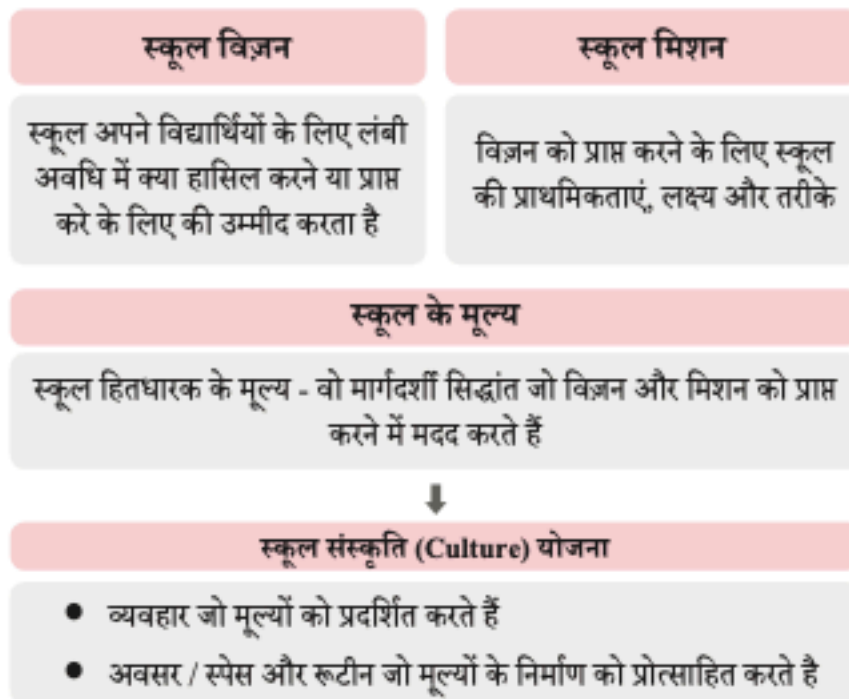 स्कूल विज़न
स्कूल मिशन
स्कूल अपने विद्यार्थियों के लिए लंबी
अवधि में क्या हासिल करने या प्राप्त
करे के लिए की उम्मीद करता है
विज़न को प्राप्त करने के लिए स्कूल
की प्राथमिकताएं, लक्ष्य और तरीके
स्कूल के मूल्य
स्कूल हितधारक के मूल्य - वो मार्गदर्शी सिद्धांत जो विज़न और मिशन को प्राप्त
करने में मदद करते हैं
स्कूल संस्कृति (Culture) योजना
● व्यवहार जो मूल्यों को प्रदर्शित करते हैं
● अवसर / स्पेस और रूटीन जो मूल्यों के निर्माण को प्रोत्साहित करते है